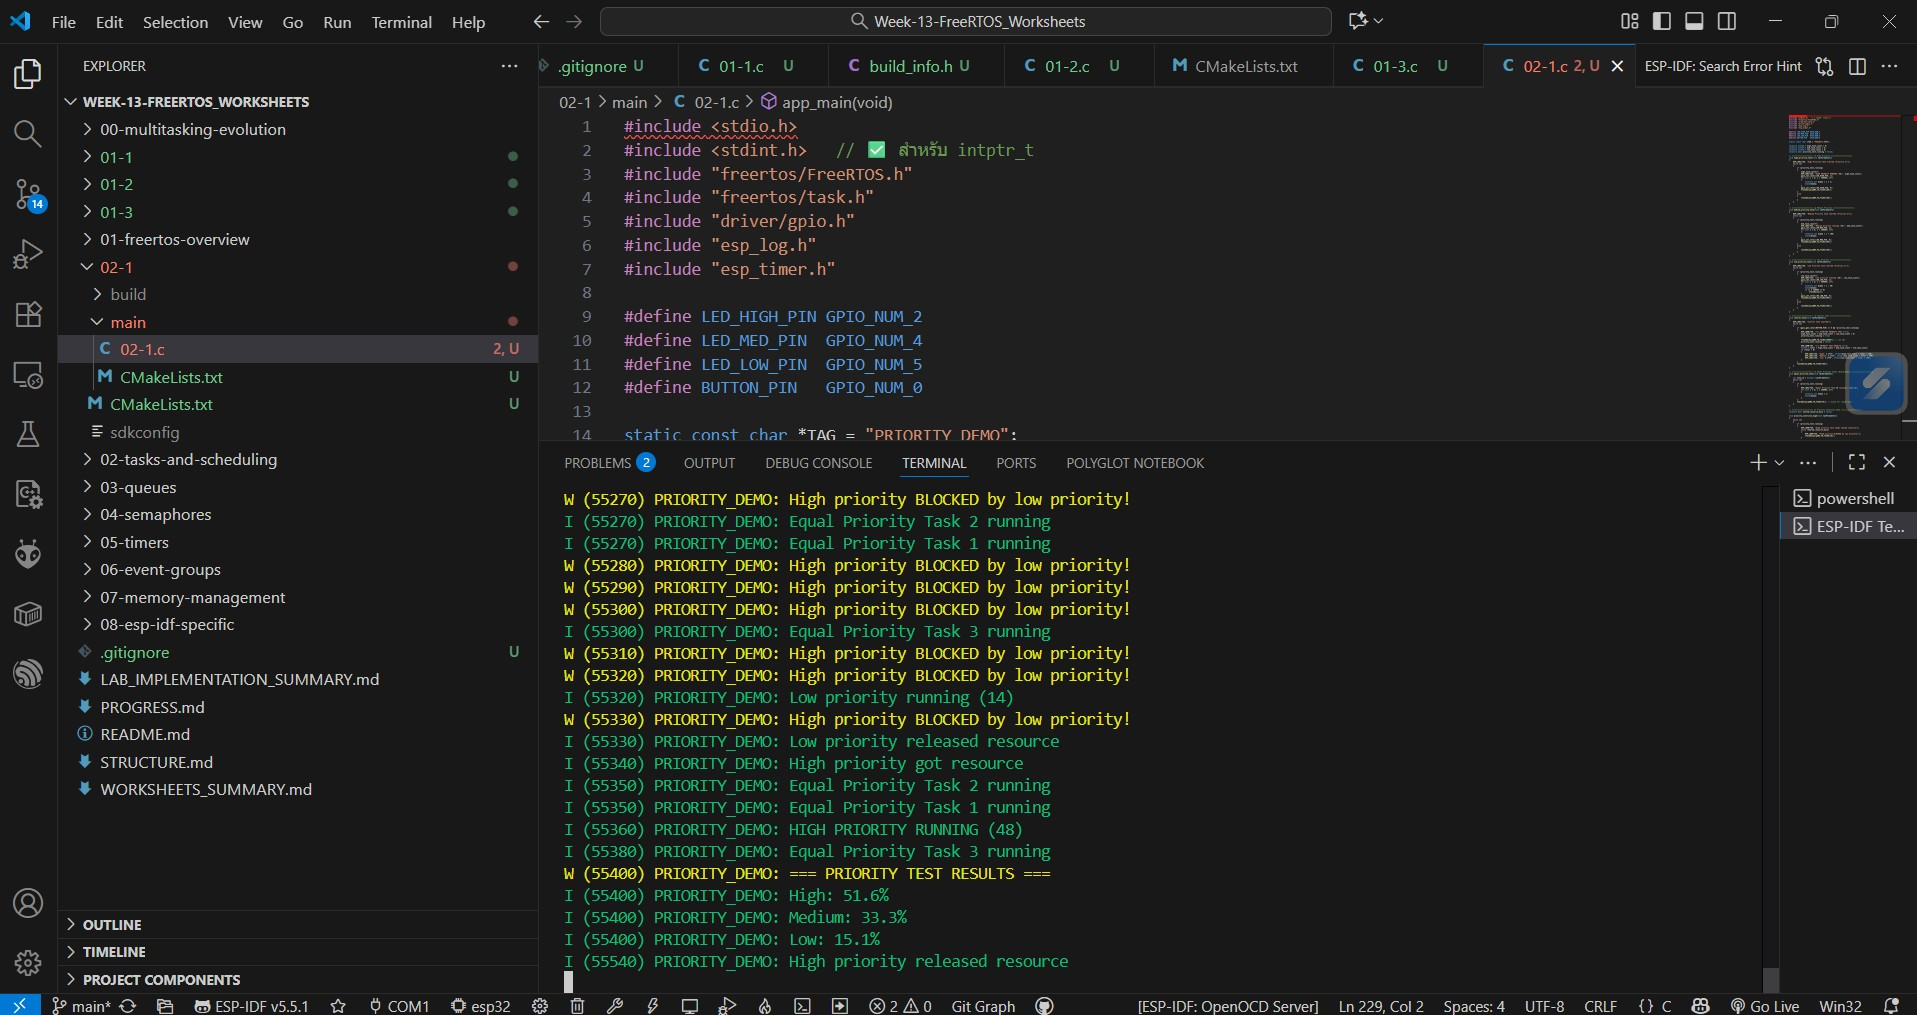 File Edit Selection View Go Run Terminal Help
Week-13-FreeRTOS_Worksheets
EXPLORER
WEEK-13-FREERTOS_WORKSHEETS
00-multitasking-evolution
01-1
01-2
01-3
01-freertos-overview
02-1
build
main
02-1.c 2, U
CMakeLists.txt U
CMakeLists.txt U
sdkconfig
02-tasks-and-scheduling
03-queues
04-semaphores
05-timers
06-event-groups
07-memory-management
08-esp-idf-specific
.gitignore U
LAB_IMPLEMENTATION_SUMMARY.md
PROGRESS.md
README.md
STRUCTURE.md
WORKSHEETS_SUMMARY.md
OUTLINE
TIMELINE
PROJECT COMPONENTS
14
.gitignore U
C 01-1.c U
C build_info.h U
C 01-2.c U
M CMakeLists.txt
C 01-3.c U
C 02-1.c 2, U
ESP-IDF: Search Error Hint
02-1 > main > C 02-1.c > app_main(void)
1 #include <stdio.h>
2 #include <stdint.h> // ✅ สำหรับ intptr_t
3 #include "freertos/FreeRTOS.h"
4 #include "freertos/task.h"
5 #include "driver/gpio.h"
6 #include "esp_log.h"
7 #include "esp_timer.h"
8
9 #define LED_HIGH_PIN GPIO_NUM_2
10 #define LED_MED_PIN GPIO_NUM_4
11 #define LED_LOW_PIN GPIO_NUM_5
12 #define BUTTON_PIN GPIO_NUM_0
13
14 static const char *TAG = "PRIORITY_DEMO";
PROBLEMS 2 OUTPUT DEBUG CONSOLE TERMINAL PORTS POLYGLOT NOTEBOOK
W (55270) PRIORITY_DEMO: High priority BLOCKED by low priority!
I (55270) PRIORITY_DEMO: Equal Priority Task 2 running
I (55270) PRIORITY_DEMO: Equal Priority Task 1 running
W (55280) PRIORITY_DEMO: High priority BLOCKED by low priority!
W (55290) PRIORITY_DEMO: High priority BLOCKED by low priority!
W (55300) PRIORITY_DEMO: High priority BLOCKED by low priority!
I (55300) PRIORITY_DEMO: Equal Priority Task 3 running
W (55310) PRIORITY_DEMO: High priority BLOCKED by low priority!
W (55320) PRIORITY_DEMO: High priority BLOCKED by low priority!
I (55320) PRIORITY_DEMO: Low priority running (14)
W (55330) PRIORITY_DEMO: High priority BLOCKED by low priority!
I (55330) PRIORITY_DEMO: Low priority released resource
I (55340) PRIORITY_DEMO: High priority got resource
I (55350) PRIORITY_DEMO: Equal Priority Task 2 running
I (55350) PRIORITY_DEMO: Equal Priority Task 1 running
I (55360) PRIORITY_DEMO: HIGH PRIORITY RUNNING (48)
I (55380) PRIORITY_DEMO: Equal Priority Task 3 running
W (55400) PRIORITY_DEMO: === PRIORITY TEST RESULTS ===
I (55400) PRIORITY_DEMO: High: 51.6%
I (55400) PRIORITY_DEMO: Medium: 33.3%
I (55400) PRIORITY_DEMO: Low: 15.1%
I (55540) PRIORITY_DEMO: High priority released resource
powershell
ESP-IDF Te...
main* ESP-IDF v5.5.1 COM1 esp32 2 0 Git Graph [ESP-IDF: OpenOCD Server] Ln 229, Col 2 Spaces: 4 UTF-8 CRLF {} C Go Live Win32